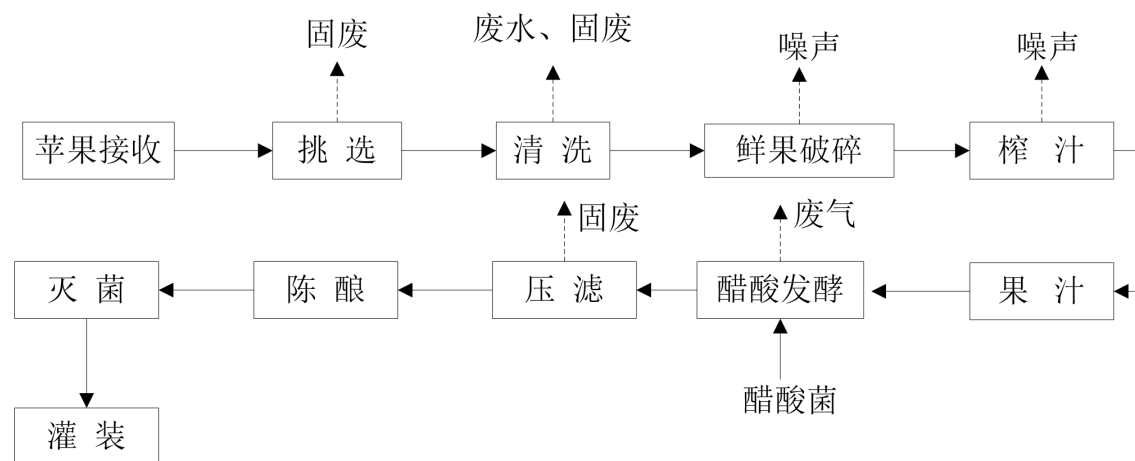 固废
废水、固废
噪声
噪声
苹果接收
挑 选
清 洗
鲜果破碎
榨 汁
固废
废气
灭 菌
陈 酿
压 滤
醋酸发酵
果 汁
醋酸菌
灌 装